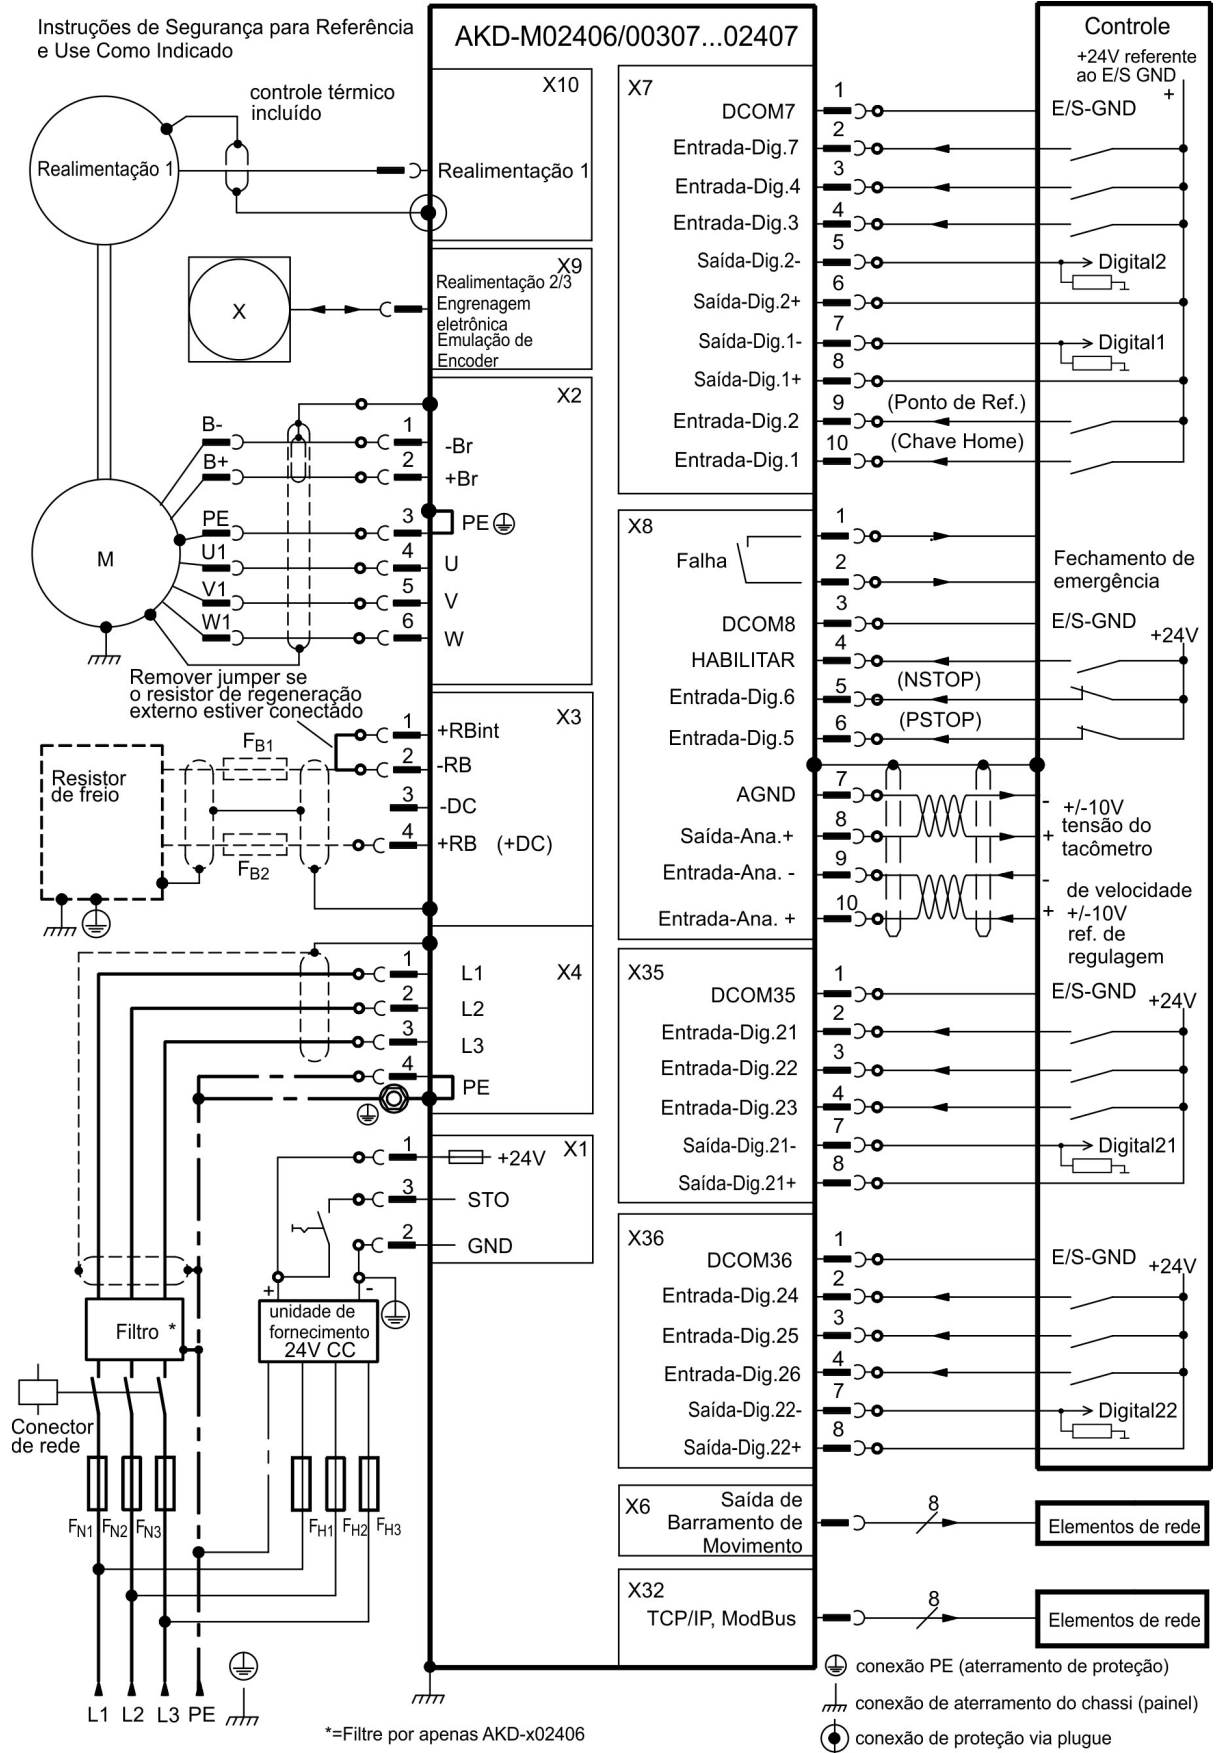 Instruções de Segurança para Referência
e Use Como Indicado
AKD-M02406/00307...02407
Controle
+24V referente
ao E/S GND
+
X10
controle térmico
incluído
Realimentação 1
Realimentação 1
X9
Realimentação 2/3
Engrenagem
eletrônica
Emulação de
Encoder
X
X2
B-
1
-Br
B+
2
+Br
PE
3
PE
U1
4
U
V1
5
V
W1
6
W
M
Remover jumper se
o resistor de regeneração
externo estiver conectado
X3
1
+RBint
2
-RB
3
-DC
4
+RB (+DC)
FB1
FB2
Resistor
de freio
X4
1
L1
2
L2
3
L3
4
PE
X1
1
+24V
3
STO
2
GND
+
-
unidade de
fornecimento
24V CC
Filtro *
Conector
de rede
FN1 FN2 FN3
FH1 FH2 FH3
L1 L2 L3 PE
*=Filtre por apenas AKD-x02406
X7
DCOM7
1
E/S-GND
Entrada-Dig.7
2
Entrada-Dig.4
3
Entrada-Dig.3
4
Saída-Dig.2-
5
Digital2
Saída-Dig.2+
6
Saída-Dig.1-
7
Digital1
Saída-Dig.1+
8
Entrada-Dig.2
9
(Ponto de Ref.)
Entrada-Dig.1
10
(Chave Home)
X8
Falha
1
2
Fechamento de
emergência
DCOM8
3
E/S-GND
+24V
HABILITAR
4
Entrada-Dig.6
5
(NSTOP)
Entrada-Dig.5
6
(PSTOP)
AGND
7
-
Saída-Ana.+
8
+
+/-10V
tensão do
tacômetro
Entrada-Ana. -
9
-
Entrada-Ana. +
10
+
de velocidade
+/-10V
ref. de
regulagem
X35
DCOM35
1
E/S-GND
+24V
Entrada-Dig.21
2
Entrada-Dig.22
3
Entrada-Dig.23
4
Saída-Dig.21-
7
Digital21
Saída-Dig.21+
8
X36
DCOM36
1
E/S-GND
+24V
Entrada-Dig.24
2
Entrada-Dig.25
3
Entrada-Dig.26
4
Saída-Dig.22-
7
Digital22
Saída-Dig.22+
8
X6
Saída de
Barramento de
Movimento
8
Elementos de rede
X32
TCP/IP, ModBus
8
Elementos de rede
conexão PE (aterramento de proteção)
conexão de aterramento do chassi (painel)
conexão de proteção via plugue